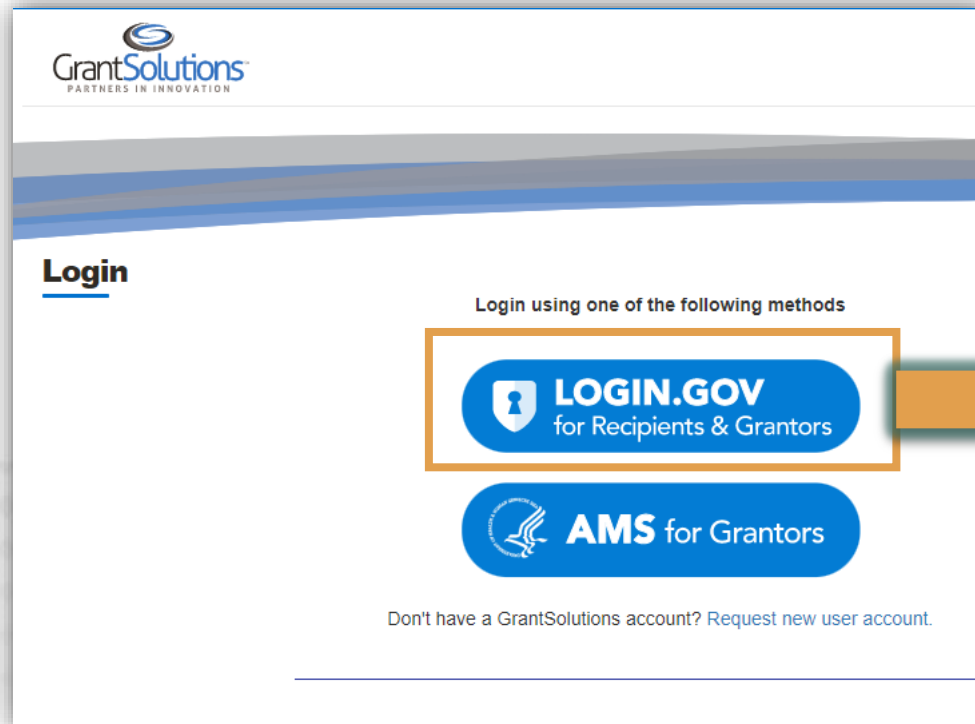 GrantSolutions
PARTNERS IN INNOVATION
Login
Login using one of the following methods
LOGIN.GOV
for Recipients & Grantors
AMS for Grantors
Don't have a GrantSolutions account? Request new user account.